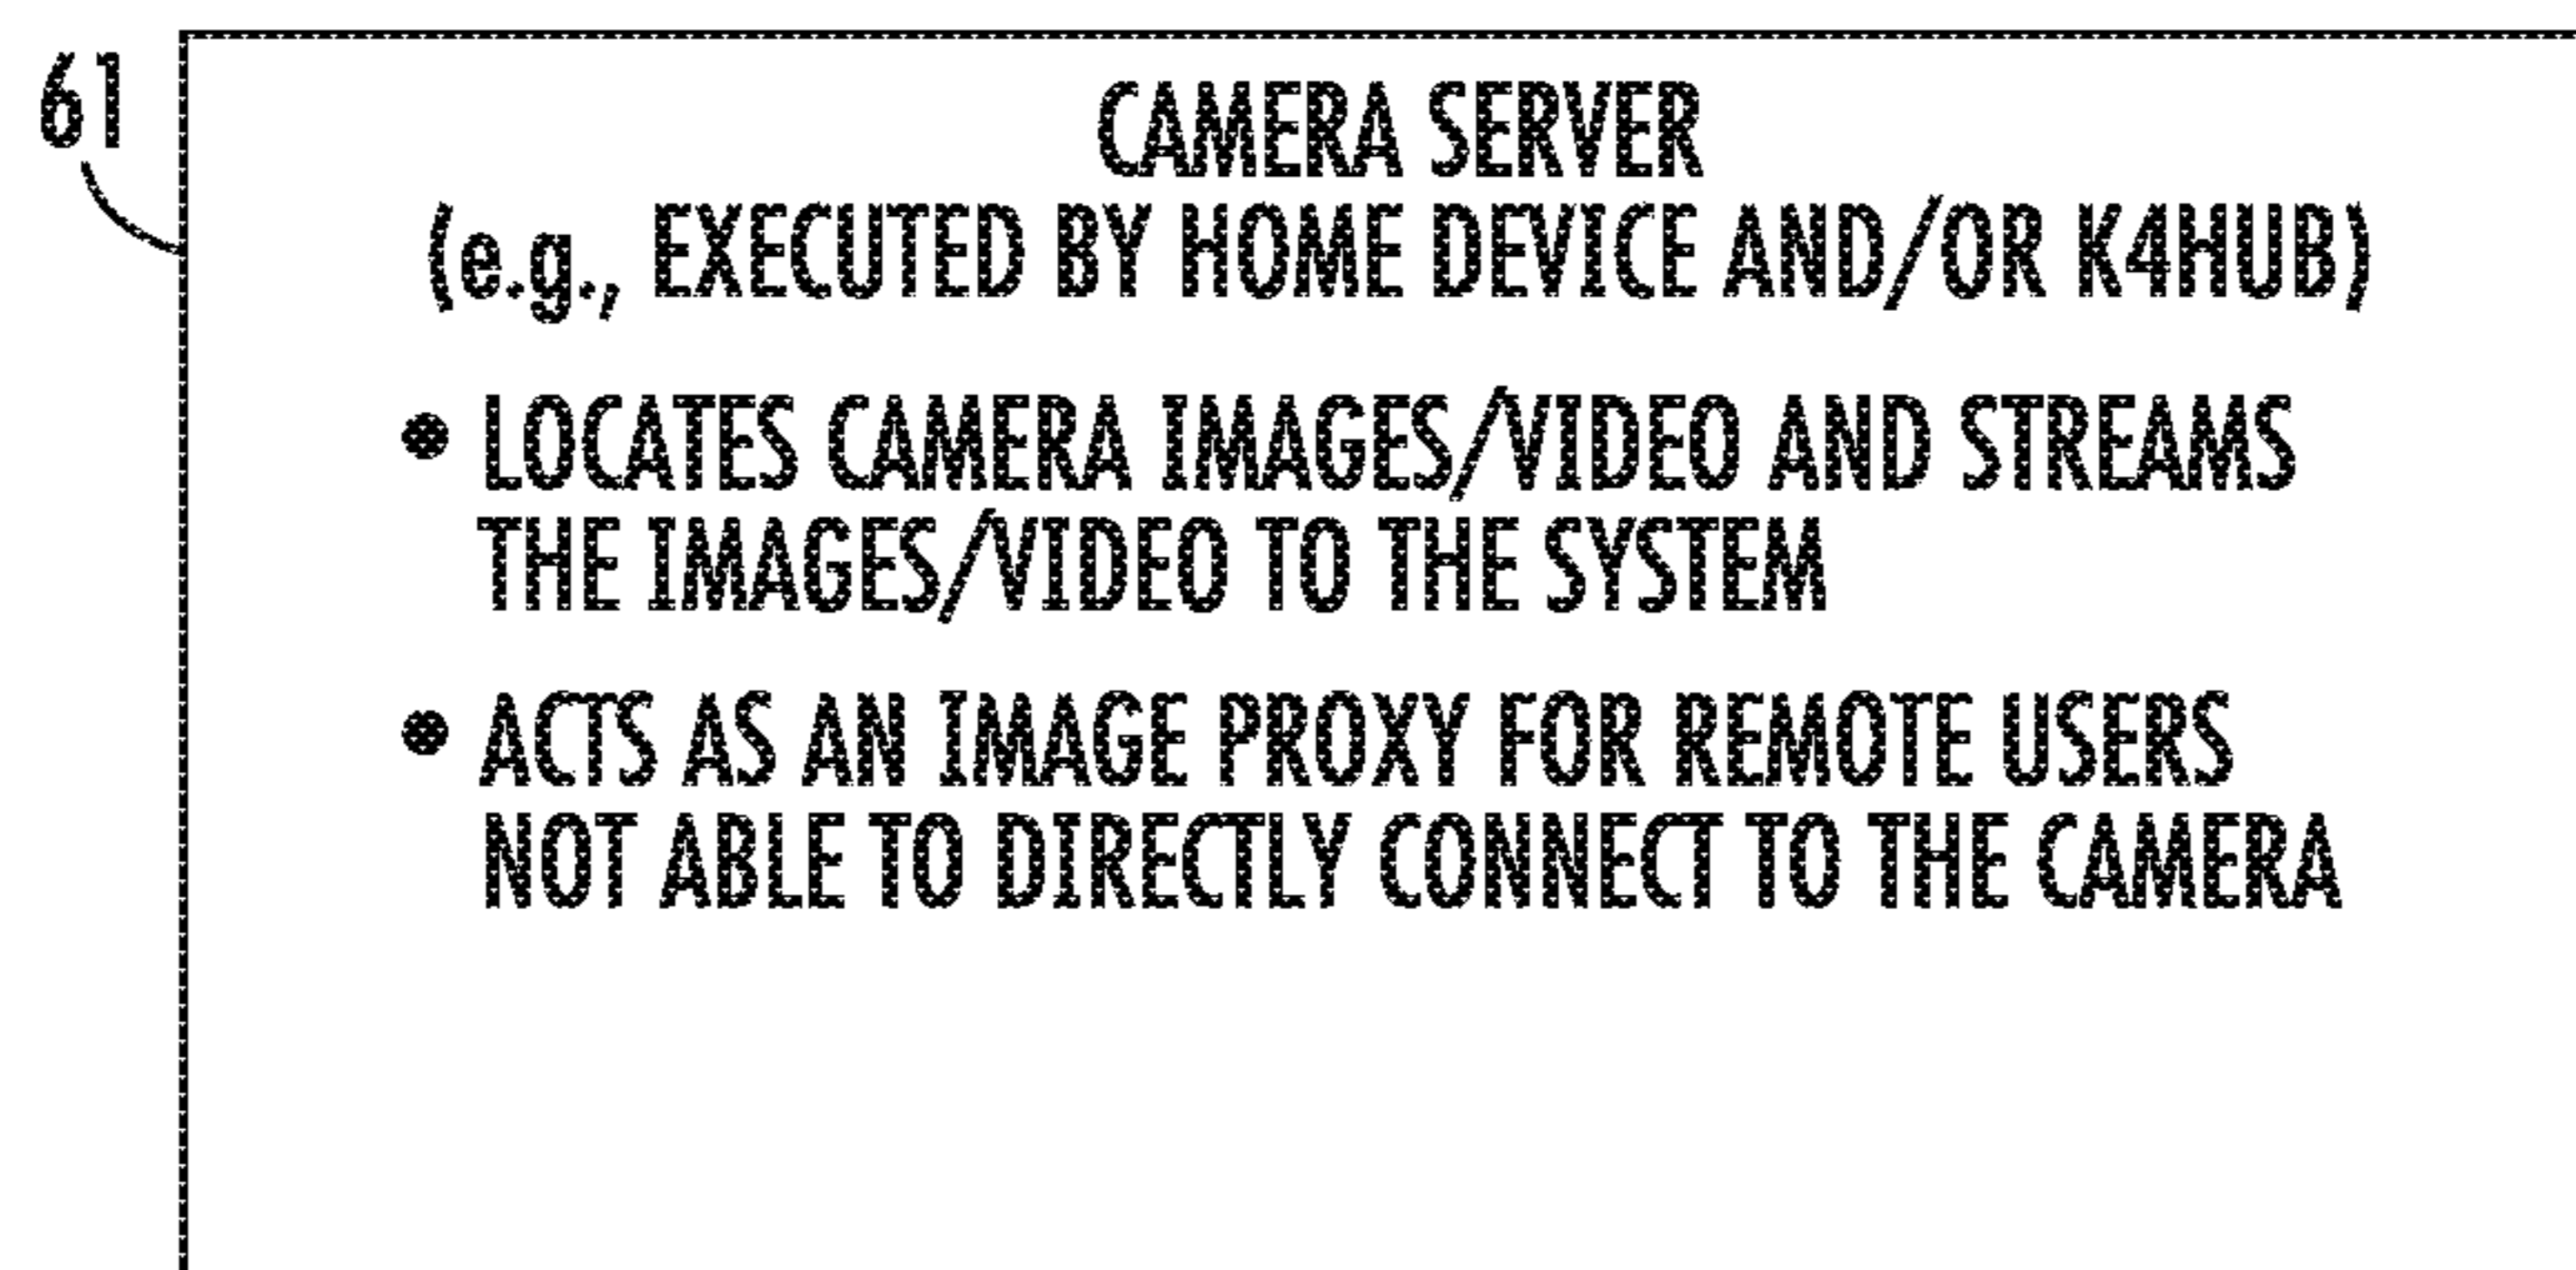 61
CAMERA SERVER
(e.g., EXECUTED BY HOME DEVICE AND/OR K4HUB)
• LOCATES CAMERA IMAGES/VIDEO AND STREAMS
THE IMAGES/VIDEO TO THE SYSTEM
• ACTS AS AN IMAGE PROXY FOR REMOTE USERS
NOT ABLE TO DIRECTLY CONNECT TO THE CAMERA